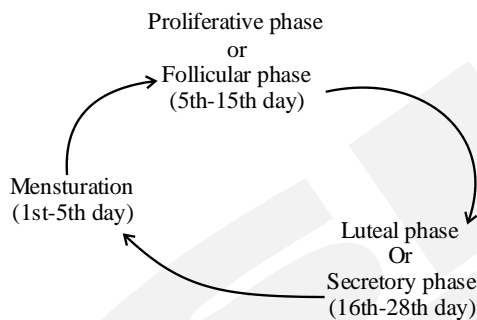 Proliferative phase
or
Follicular phase
(5th-15th day)
Mensturation
(1st-5th day)
Luteal phase
Or
Secretory phase
(16th-28th day)